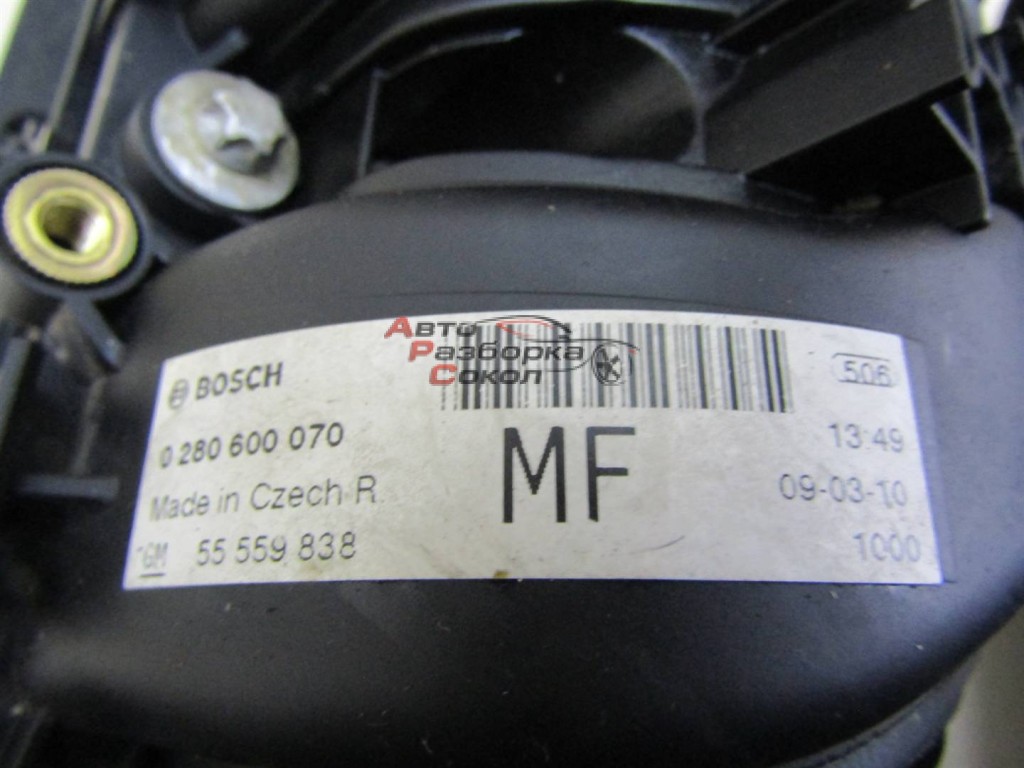 BOSCH
Авто
Разборка
Сокол
506
0 280 600 070
MF
13:49
Made in Czech.R.
09-03-10
GM 55 559 838
1000